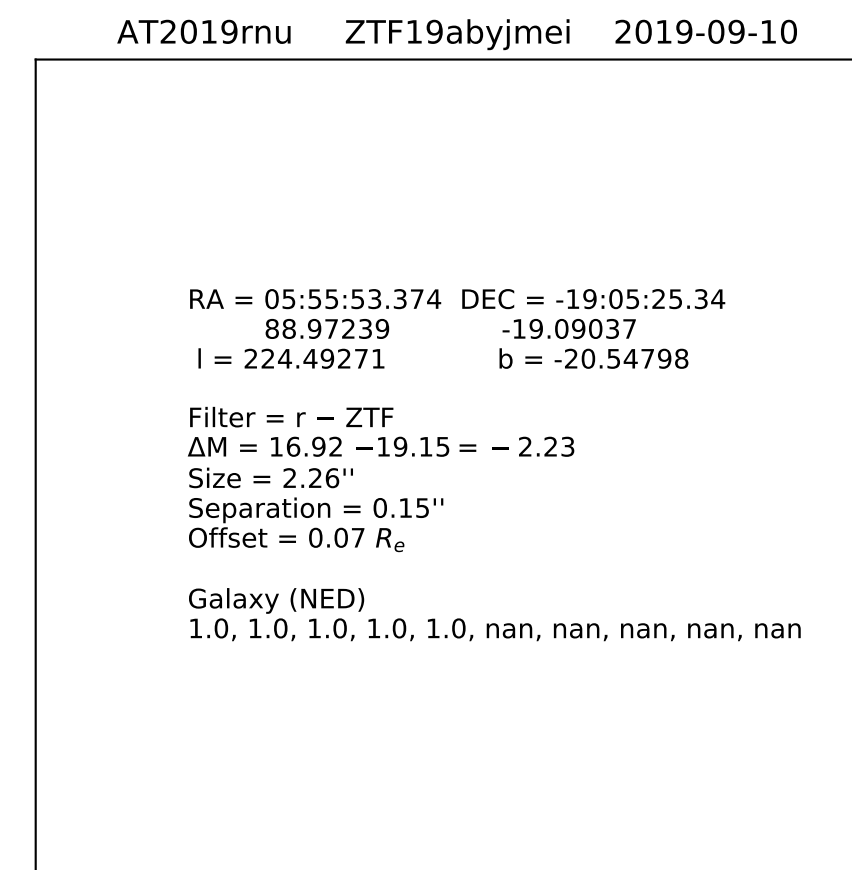 AT2019rnu ZTF19abyjmei 2019-09-10
RA = 05:55:53.374 DEC = -19:05:25.34
88.97239 -19.09037
l = 224.49271 b = -20.54798
Filter = r − ZTF
ΔM = 16.92 −19.15 = − 2.23
Size = 2.26''
Separation = 0.15''
Offset = 0.07 Rₑ
Galaxy (NED)
1.0, 1.0, 1.0, 1.0, 1.0, nan, nan, nan, nan, nan